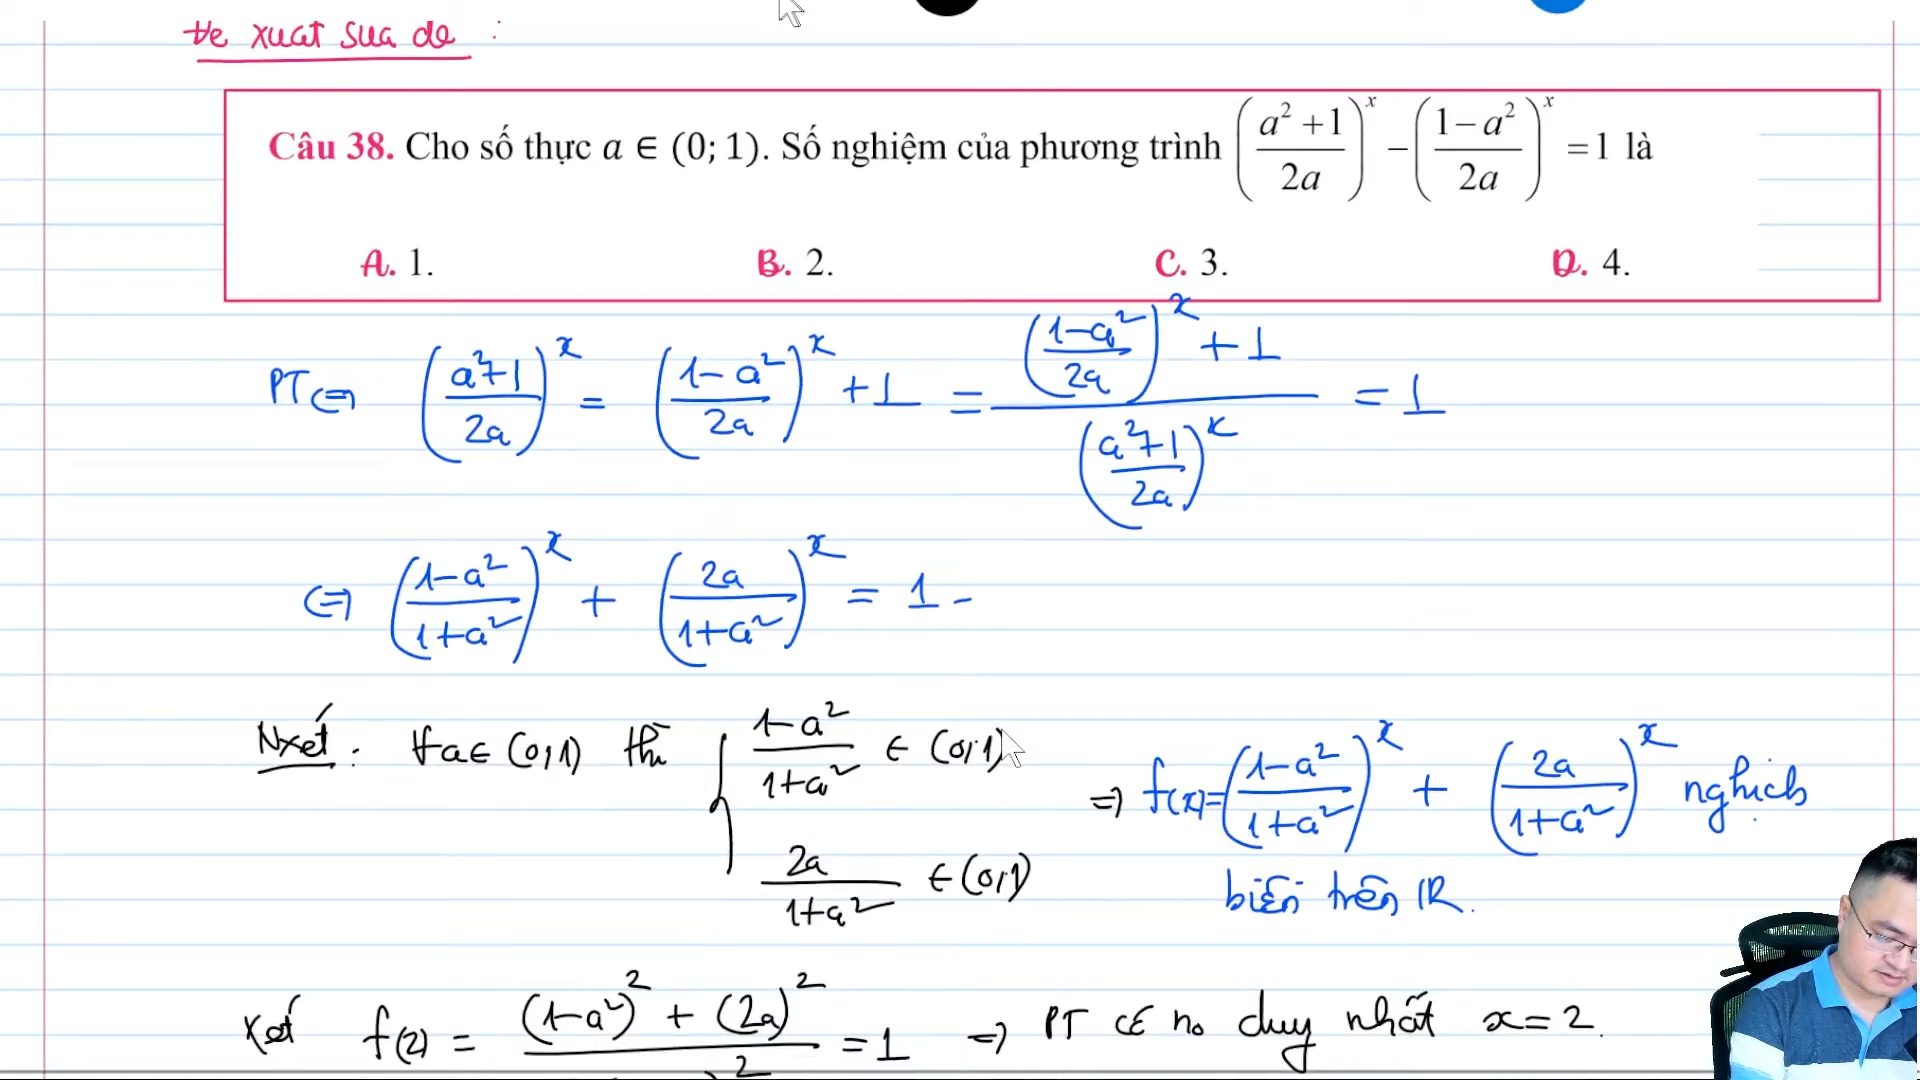 Đề xuất sửa đề :
Câu 38. Cho số thực a ∈ (0; 1). Số nghiệm của phương trình ((a² + 1)/(2a))^x − ((1 − a²)/(2a))^x = 1 là
A. 1. B. 2. C. 3. D. 4.
PT ⇔ ((a²+1)/(2a))^x = ((1−a²)/(2a))^x + 1 = (((1−a²)/(2a))^x + 1)/((a²+1)/(2a))^x = 1
⇔ ((1−a²)/(1+a²))^x + ((2a)/(1+a²))^x = 1 -
Nxét : ∀a∈(0,1) thì { (1−a²)/(1+a²) ∈ (0;1)
(2a)/(1+a²) ∈ (0;1)
⇒ f(x) = ((1−a²)/(1+a²))^x + ((2a)/(1+a²))^x nghịch
biến trên ℝ.
Xét f(2) = ((1−a²)² + (2a)²)/ )² = 1 ⇒ PT có no duy nhất x = 2.